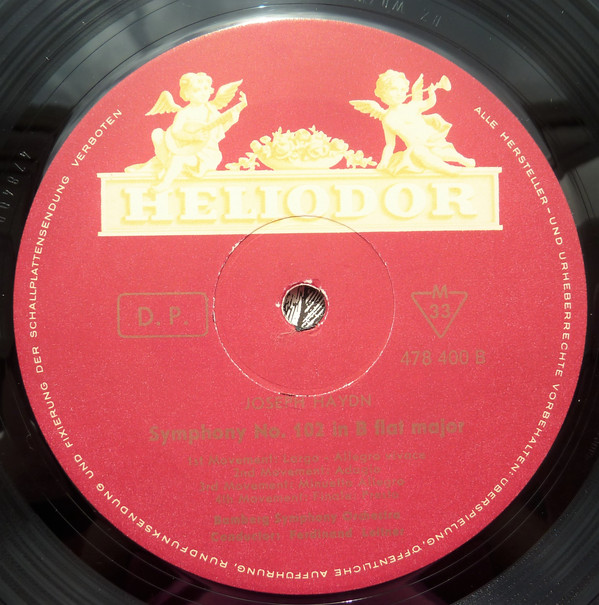 HELIODOR
D. P.
M
33
478 400 B
JOSEPH HAYDN
Symphony No. 102 in B flat major
1st Movement: Largo - Allegro vivace
2nd Movement: Adagio
3rd Movement: Minuetto, Allegro
4th Movement: Finale, Presto
Bamberg Symphony Orchestra
Conductor: Ferdinand Leitner
ALLE HERSTELLER- UND URHEBERRECHTE VORBEHALTEN: ÜBERSPIELUNG, ÖFFENTLICHE AUFFÜHRUNG, RUNDFUNKSENDUNG UND FIXIERUNG DER SCHALLPLATTENSENDUNG VERBOTEN